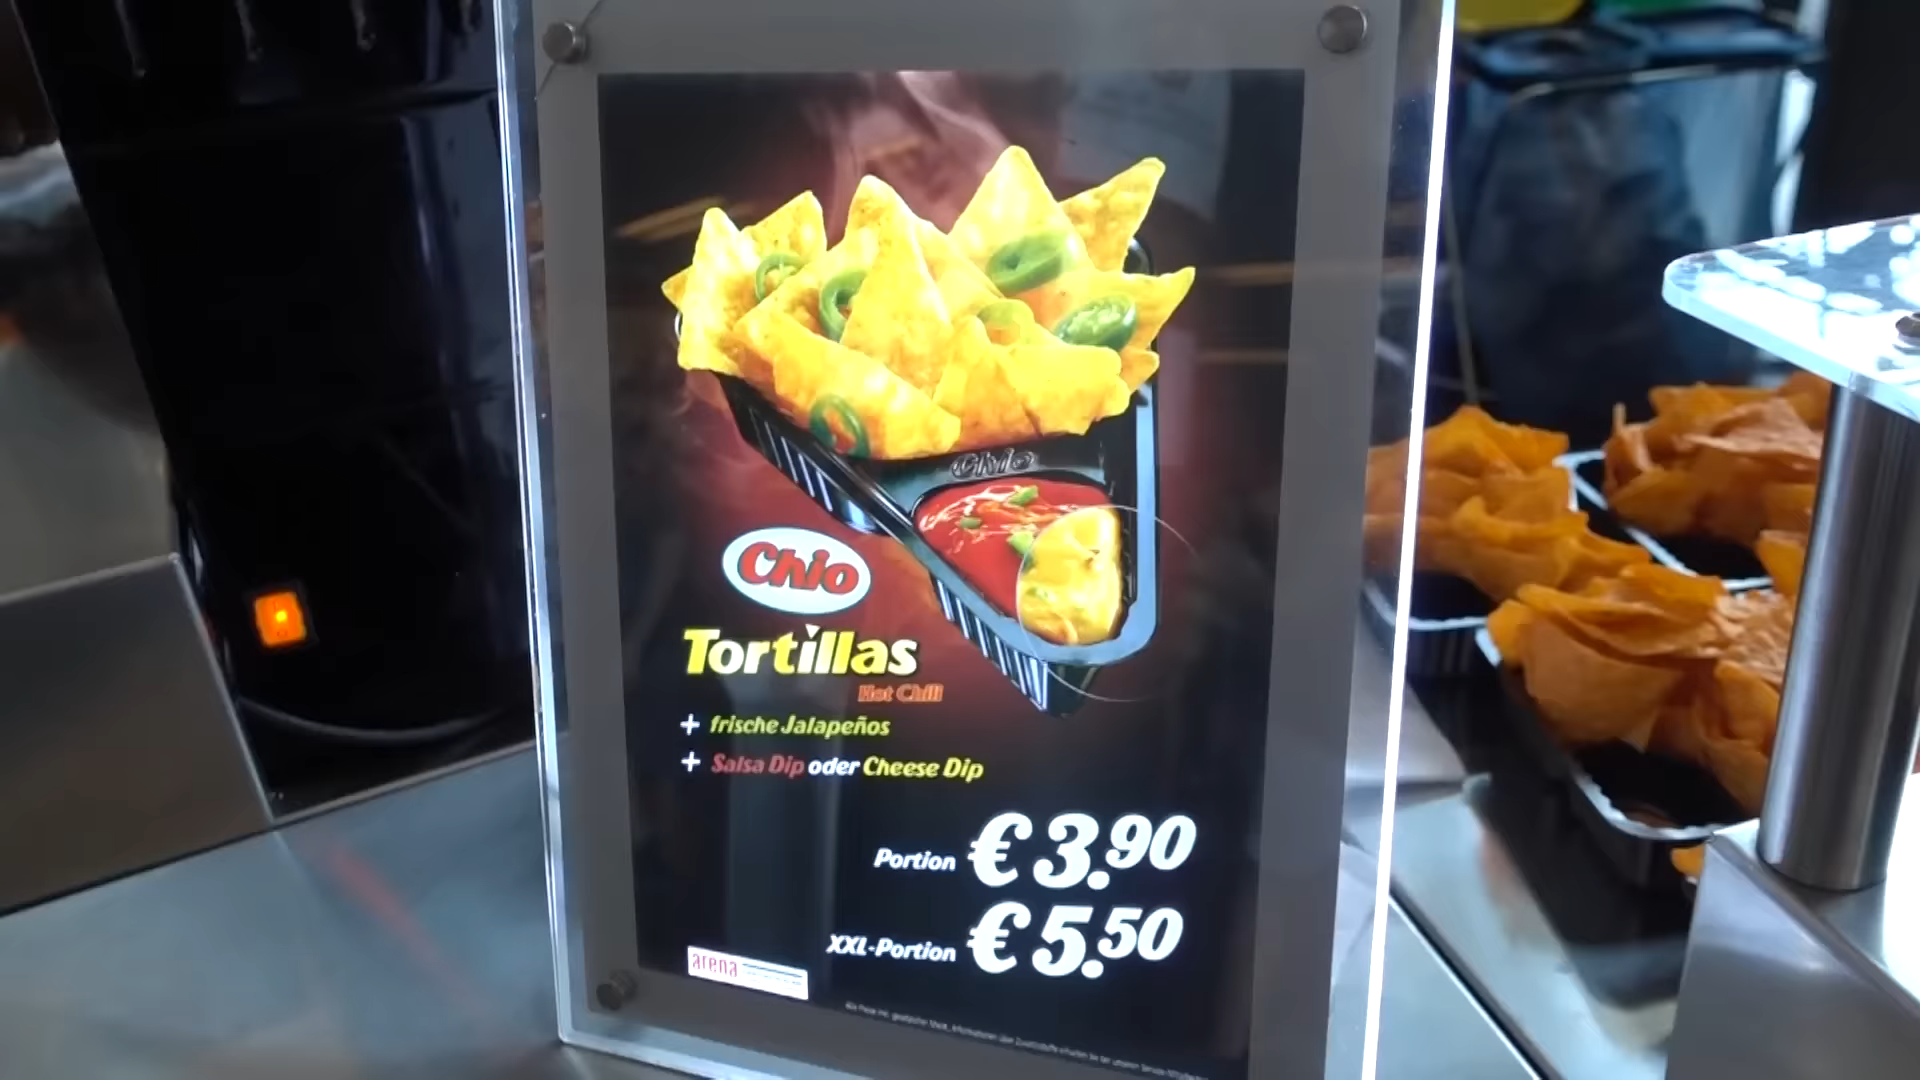 Chio
Chio
Tortillas
Hot Chili
+ frische Jalapeños
+ Salsa Dip oder Cheese Dip
Portion € 3.90
XXL-Portion € 5.50
arena